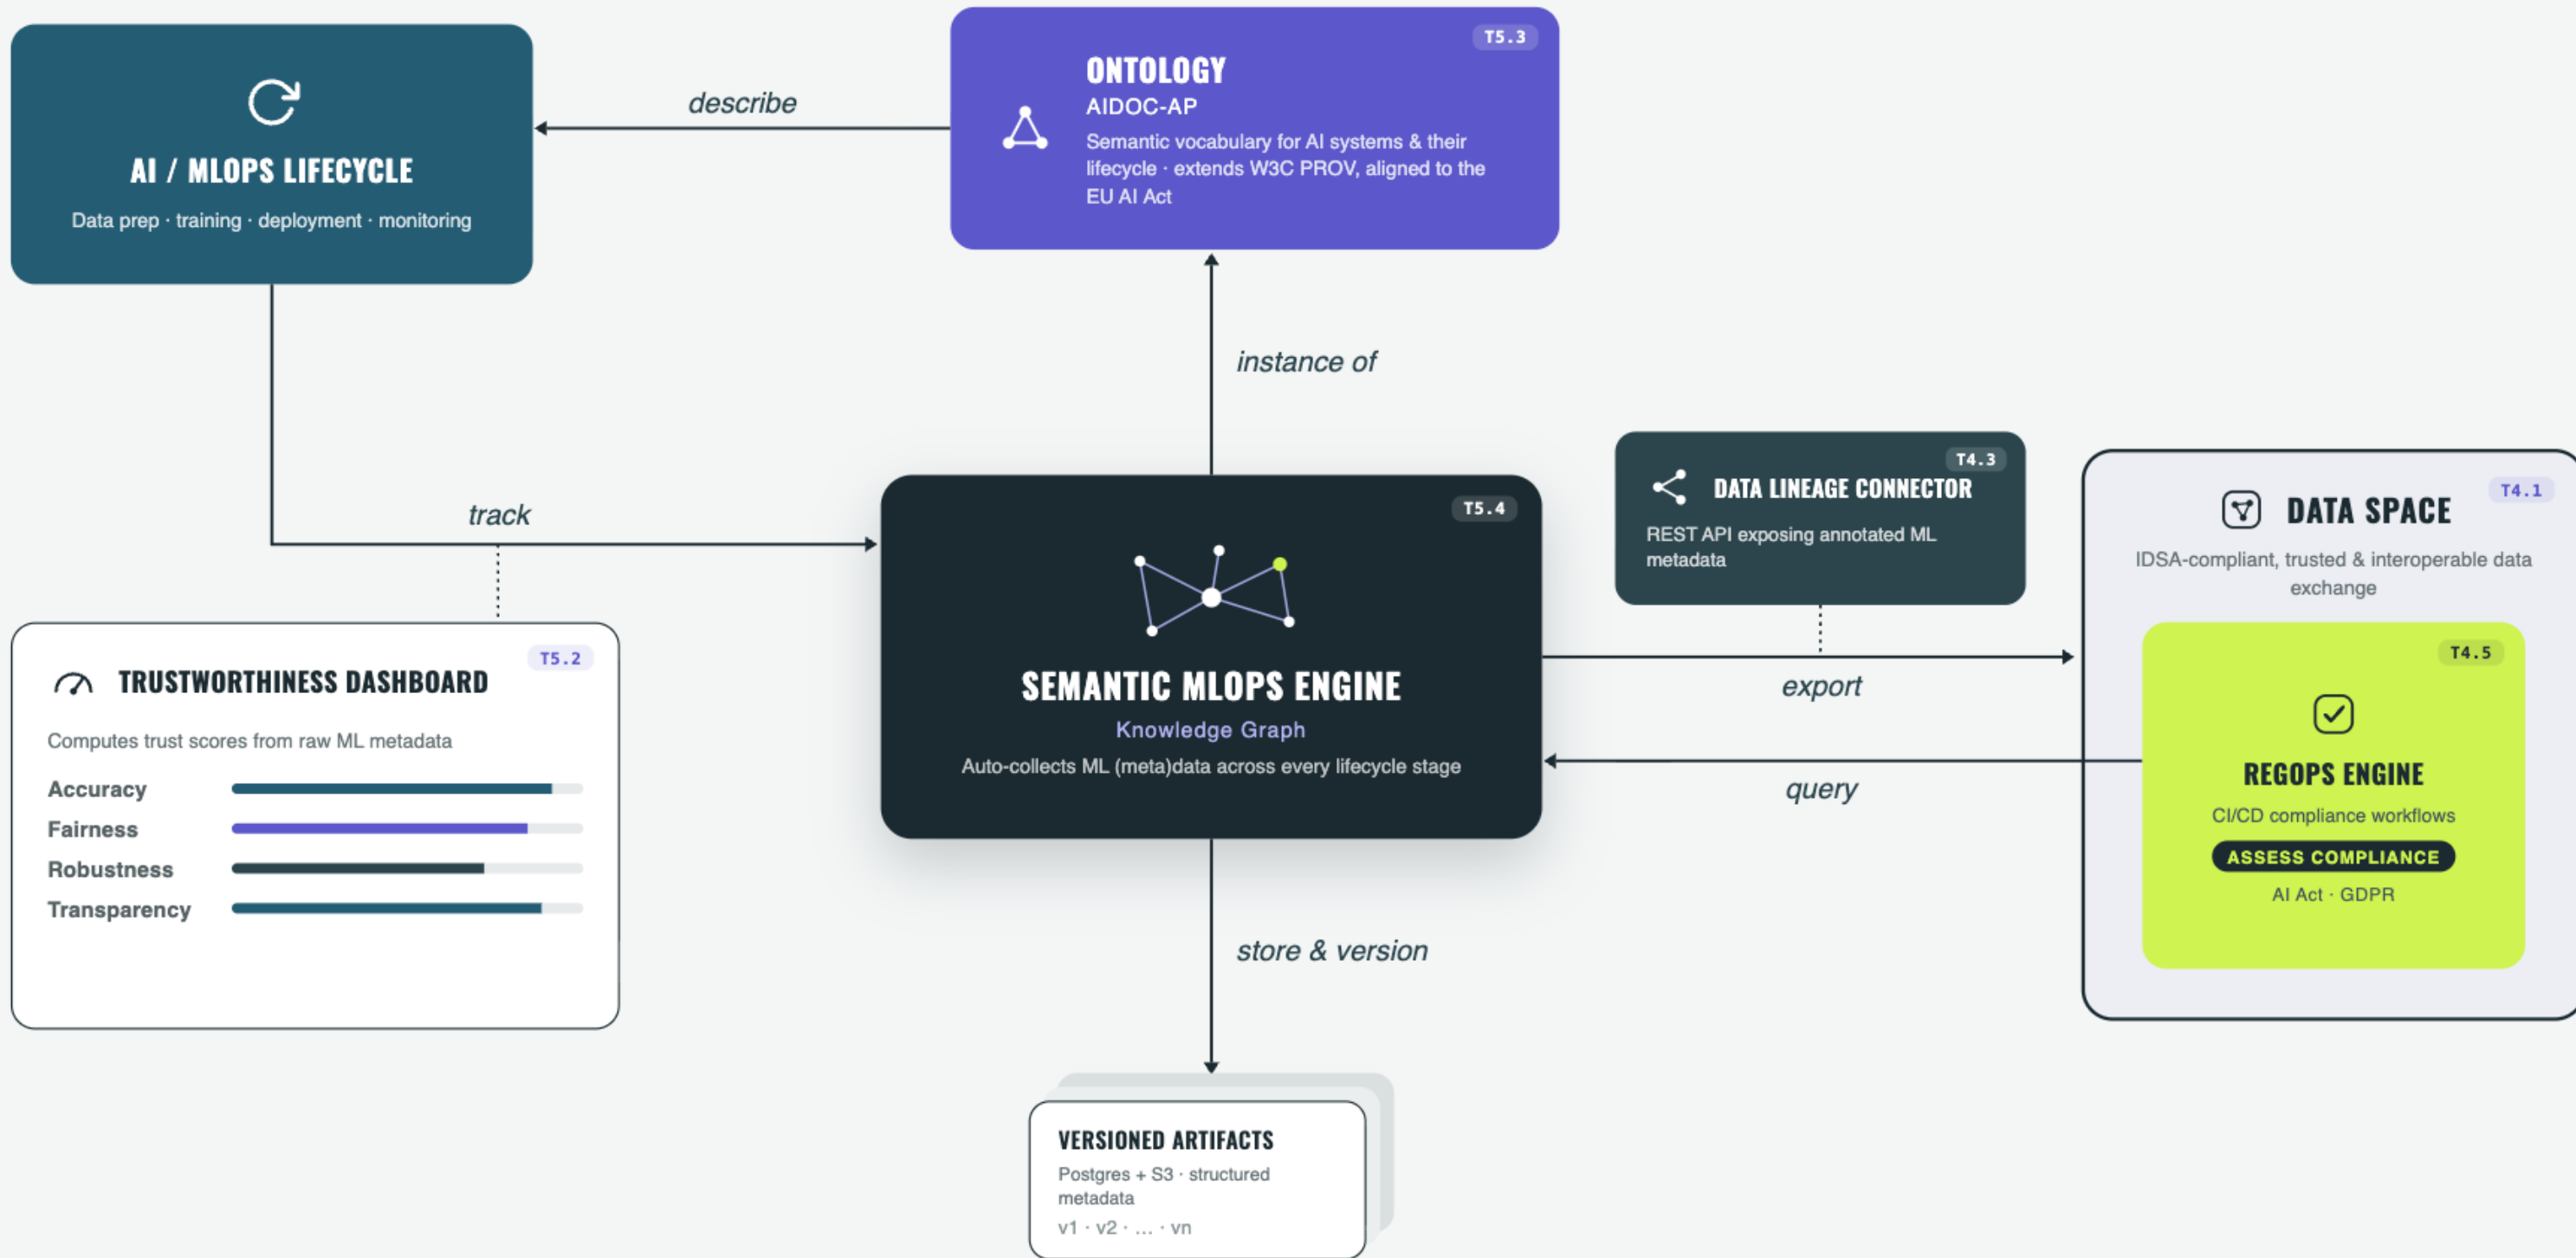 AI / MLOPS LIFECYCLE
Data prep · training · deployment · monitoring
describe
T5.3
ONTOLOGY
AIDOC-AP
Semantic vocabulary for AI systems & their
lifecycle · extends W3C PROV, aligned to the
EU AI Act
instance of
track
T5.2
TRUSTWORTHINESS DASHBOARD
Computes trust scores from raw ML metadata
Accuracy
Fairness
Robustness
Transparency
T5.4
SEMANTIC MLOPS ENGINE
Knowledge Graph
Auto-collects ML (meta)data across every lifecycle stage
T4.3
DATA LINEAGE CONNECTOR
REST API exposing annotated ML
metadata
export
query
T4.1
DATA SPACE
IDSA-compliant, trusted & interoperable data
exchange
T4.5
REGOPS ENGINE
CI/CD compliance workflows
ASSESS COMPLIANCE
AI Act · GDPR
store & version
VERSIONED ARTIFACTS
Postgres + S3 · structured
metadata
v1 · v2 · … · vn